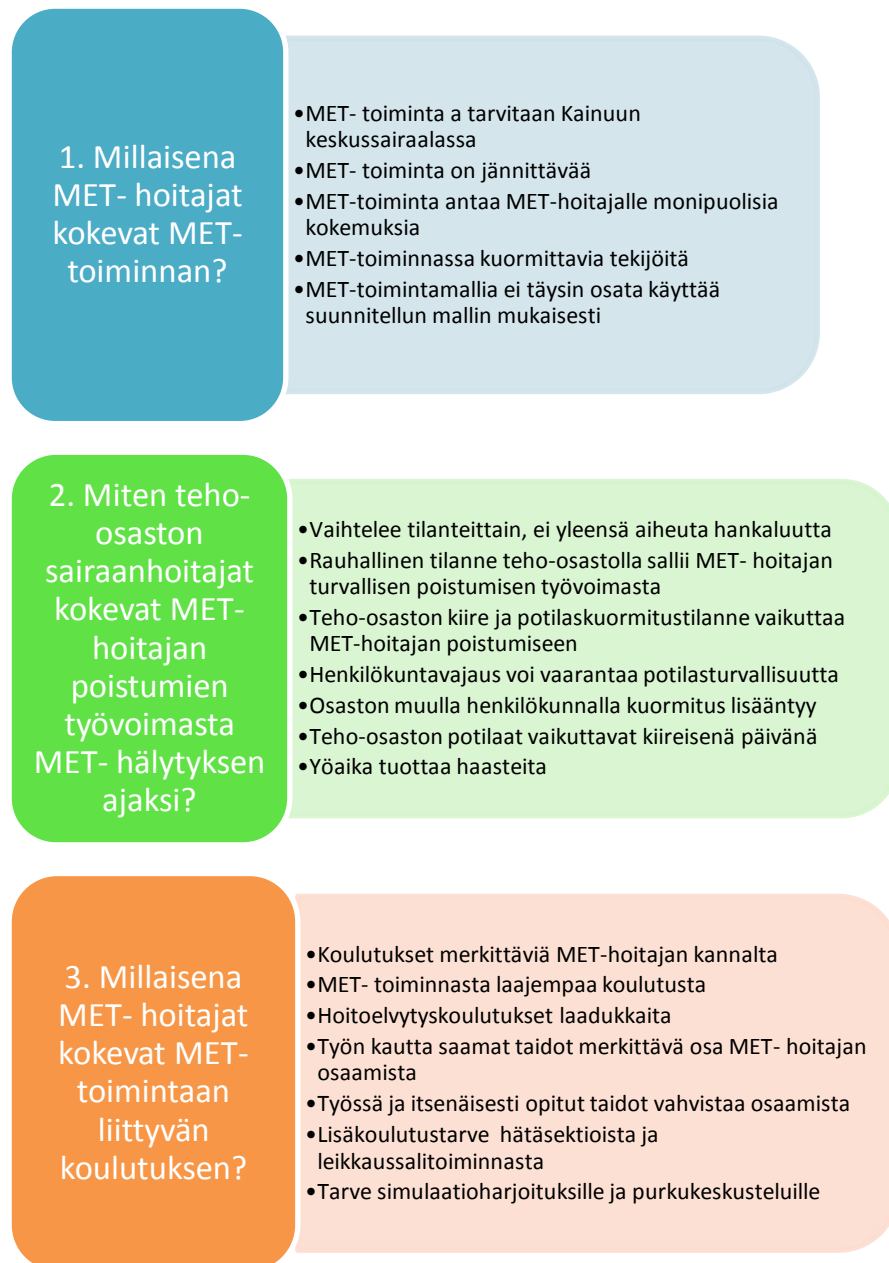 1. Millaisena
MET- hoitajat
kokevat MET-
toiminnan?
•MET- toiminta a tarvitaan Kainuun
keskussairaalassa
•MET- toiminta on jännittävää
•MET-toiminta antaa MET-hoitajalle monipuolisia
kokemuksia
•MET-toiminnassa kuormittavia tekijöitä
•MET-toimintamallia ei täysin osata käyttää
suunnitellun mallin mukaisesti
2. Miten teho-
osaston
sairaanhoitajat
kokevat MET-
hoitajan
poistumien
työvoimasta
MET- hälytyksen
ajaksi?
•Vaihtelee tilanteittain, ei yleensä aiheuta hankaluutta
•Rauhallinen tilanne teho-osastolla sallii MET- hoitajan
turvallisen poistumisen työvoimasta
•Teho-osaston kiire ja potilaskuormitustilanne vaikuttaa
MET-hoitajan poistumiseen
•Henkilökuntavajaus voi vaarantaa potilasturvallisuutta
•Osaston muulla henkilökunnalla kuormitus lisääntyy
•Teho-osaston potilaat vaikuttavat kiireisenä päivänä
•Yöaika tuottaa haasteita
3. Millaisena
MET- hoitajat
kokevat MET-
toimintaan
liittyvän
koulutuksen?
•Koulutukset merkittäviä MET-hoitajan kannalta
•MET- toiminnasta laajempaa koulutusta
•Hoitoelvytyskoulutukset laadukkaita
•Työn kautta saamat taidot merkittävä osa MET- hoitajan
osaamista
•Työssä ja itsenäisesti opitut taidot vahvistaa osaamista
•Lisäkoulutustarve hätäsektioista ja
leikkaussalitoiminnasta
•Tarve simulaatioharjoituksille ja purkukeskusteluille